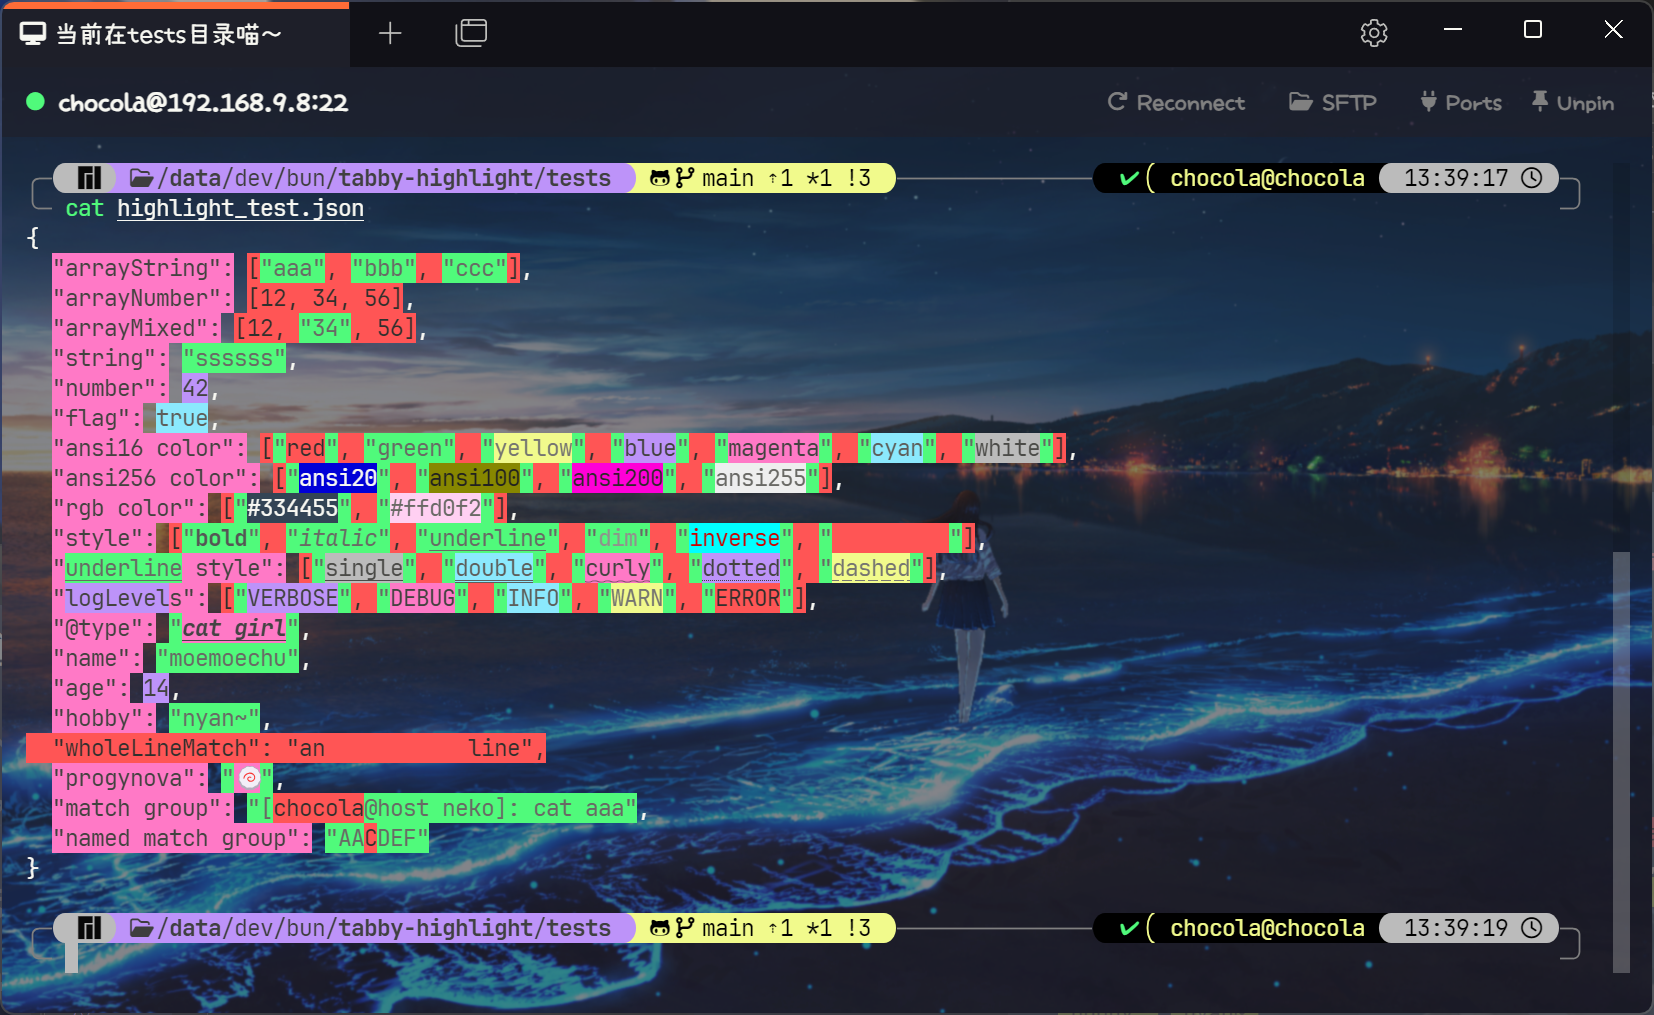 当前在tests目录喵～
chocola@192.168.9.8:22 Reconnect SFTP Ports Unpin
/data/dev/bun/tabby-highlight/tests main ↑1 *1 !3 ✔ chocola@chocola 13:39:17
cat highlight_test.json
{
"arrayString": ["aaa", "bbb", "ccc"],
"arrayNumber": [12, 34, 56],
"arrayMixed": [12, "34", 56],
"string": "ssssss",
"number": 42,
"flag": true,
"ansi16 color": ["red", "green", "yellow", "blue", "magenta", "cyan", "white"],
"ansi256 color": ["ansi20", "ansi100", "ansi200", "ansi255"],
"rgb color": ["#334455", "#ffd0f2"],
"style": ["bold", "italic", "underline", "dim", "inverse", "         "],
"underline style": ["single", "double", "curly", "dotted", "dashed"],
"logLevels": ["VERBOSE", "DEBUG", "INFO", "WARN", "ERROR"],
"@type": "cat girl",
"name": "moemoechu",
"age": 14,
"hobby": "nyan~",
"wholeLineMatch": "an           line",
"progynova": "🍥",
"match group": "[chocola@host neko]: cat aaa",
"named match group": "AACDEF"
}
/data/dev/bun/tabby-highlight/tests main ↑1 *1 !3 ✔ chocola@chocola 13:39:19